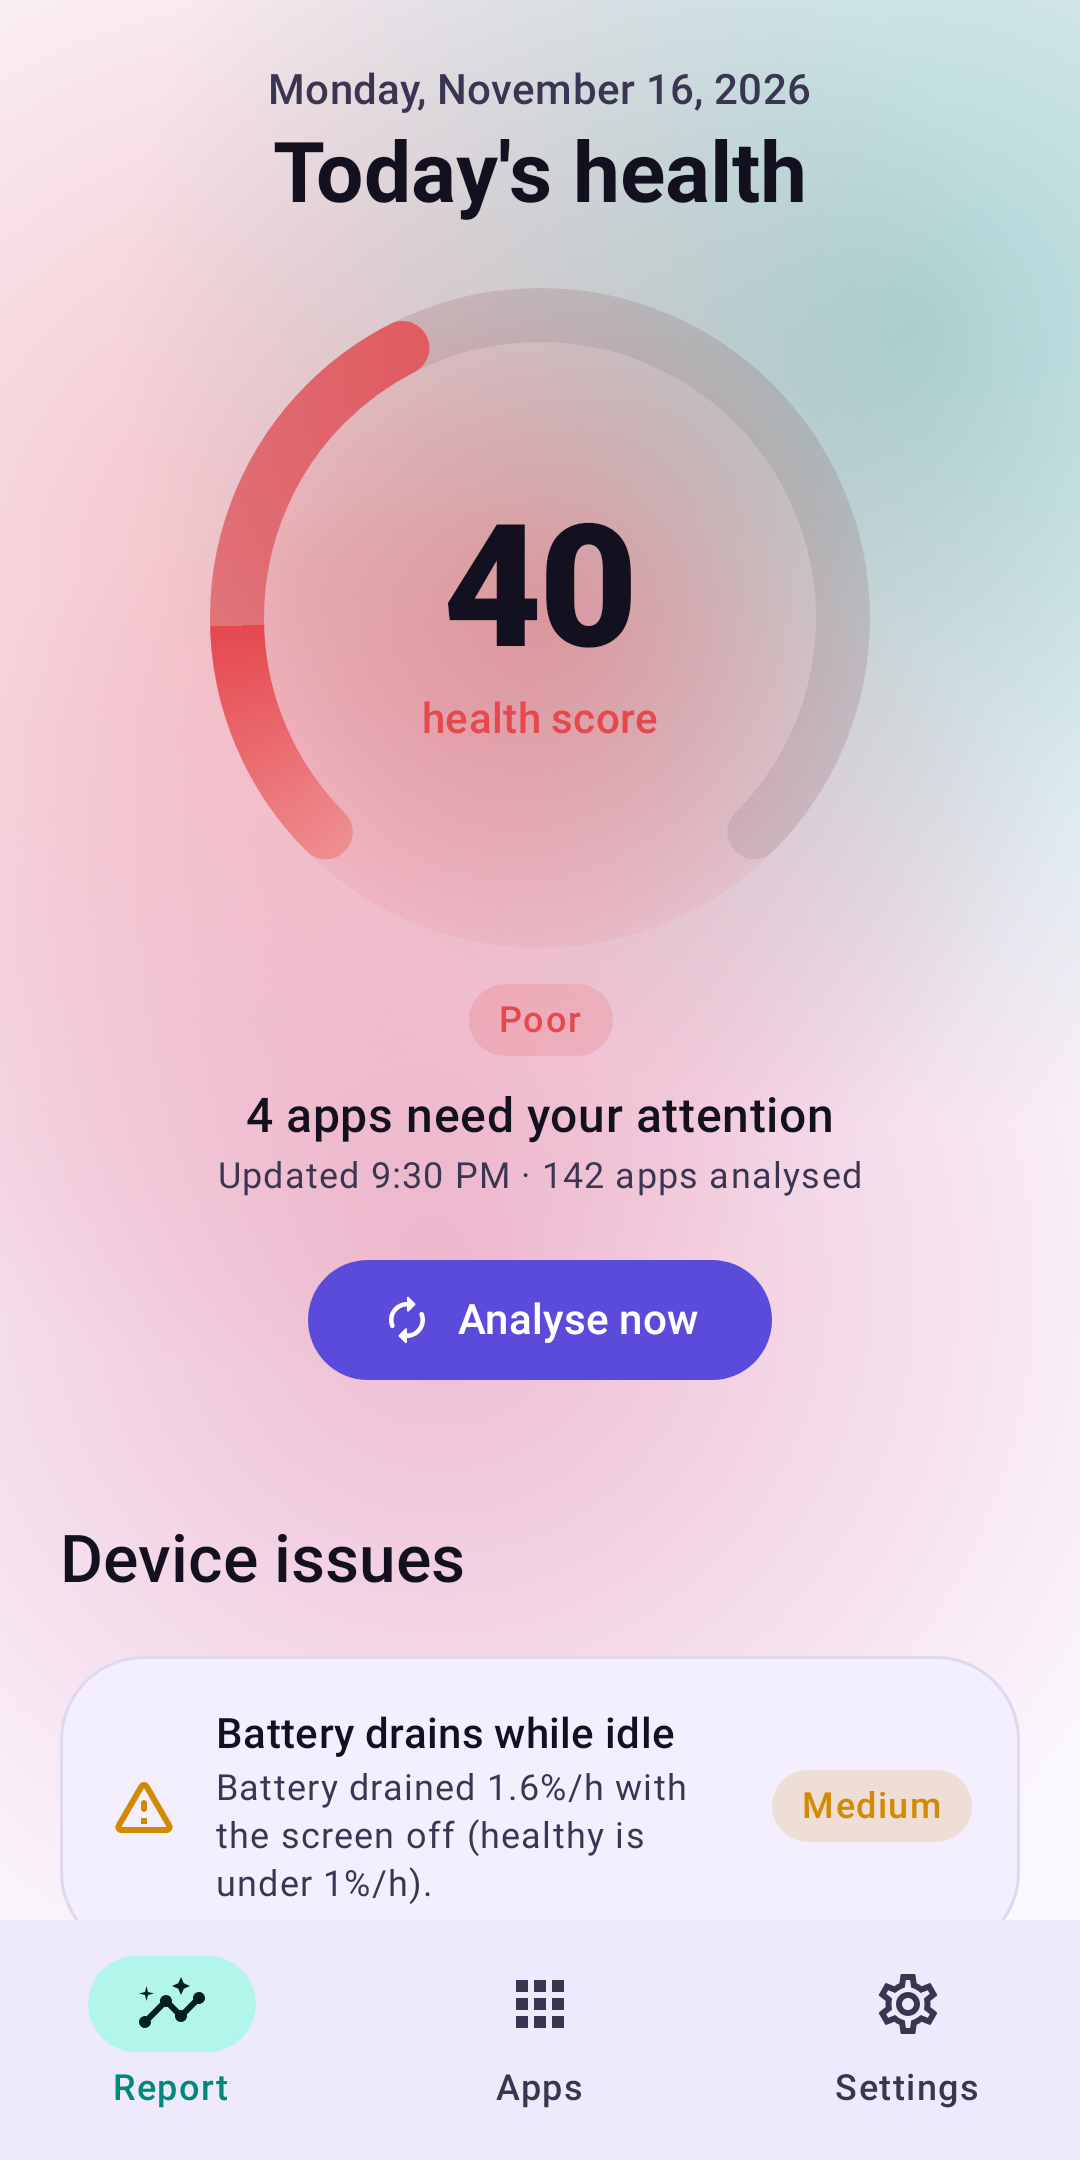 Monday, November 16, 2026
Today's health
40
health score
Poor
4 apps need your attention
Updated 9:30 PM · 142 apps analysed
Analyse now
Device issues
Battery drains while idle
Battery drained 1.6%/h with
the screen off (healthy is
under 1%/h).
Medium
Report
Apps
Settings